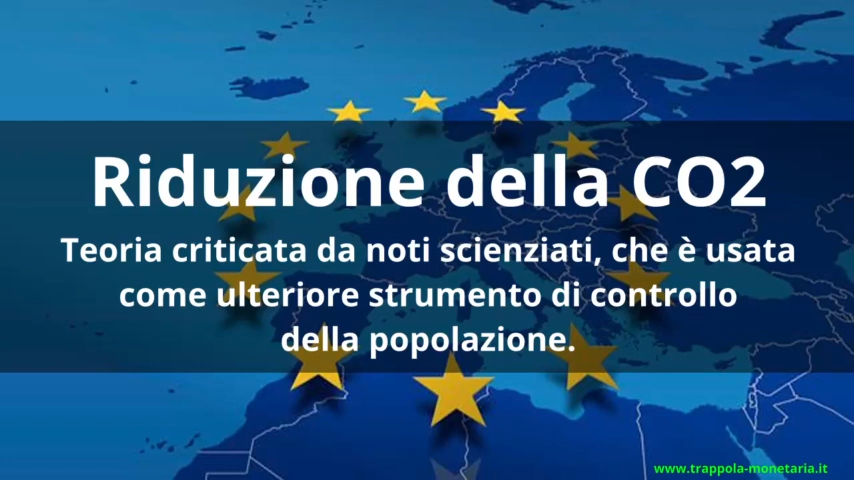 Riduzione della CO2
Teoria criticata da noti scienziati, che è usata
come ulteriore strumento di controllo
della popolazione.
www.trappola-monetaria.it